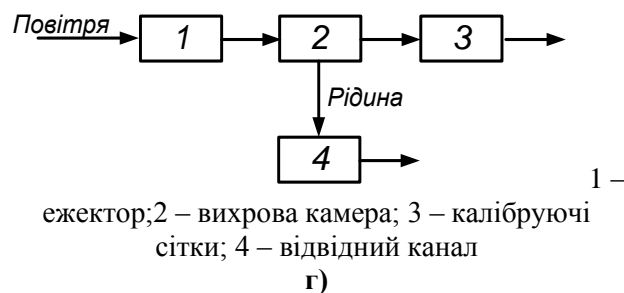 Повітря
1
2
3
Рідина
4
1 –
ежектор;2 – вихрова камера; 3 – калібруючі
сітки; 4 – відвідний канал
г)